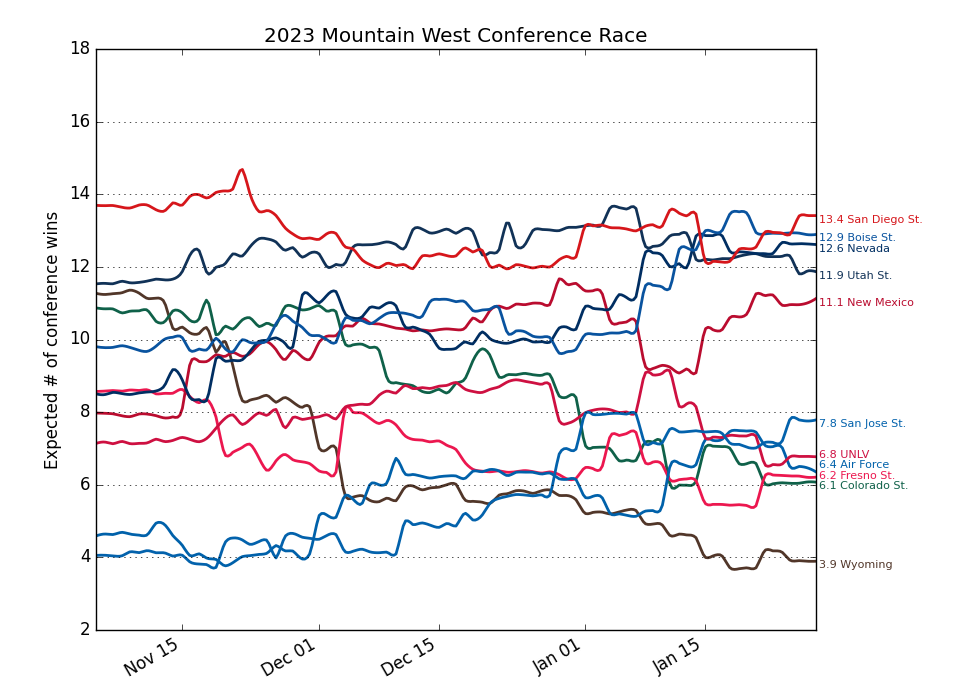 2023 Mountain West Conference Race
Expected # of conference wins
18
16
14
12
10
8
6
4
2
Nov 15
Dec 01
Dec 15
Jan 01
Jan 15
13.4 San Diego St.
12.9 Boise St.
12.6 Nevada
11.9 Utah St.
11.1 New Mexico
7.8 San Jose St.
6.8 UNLV
6.4 Air Force
6.2 Fresno St.
6.1 Colorado St.
3.9 Wyoming